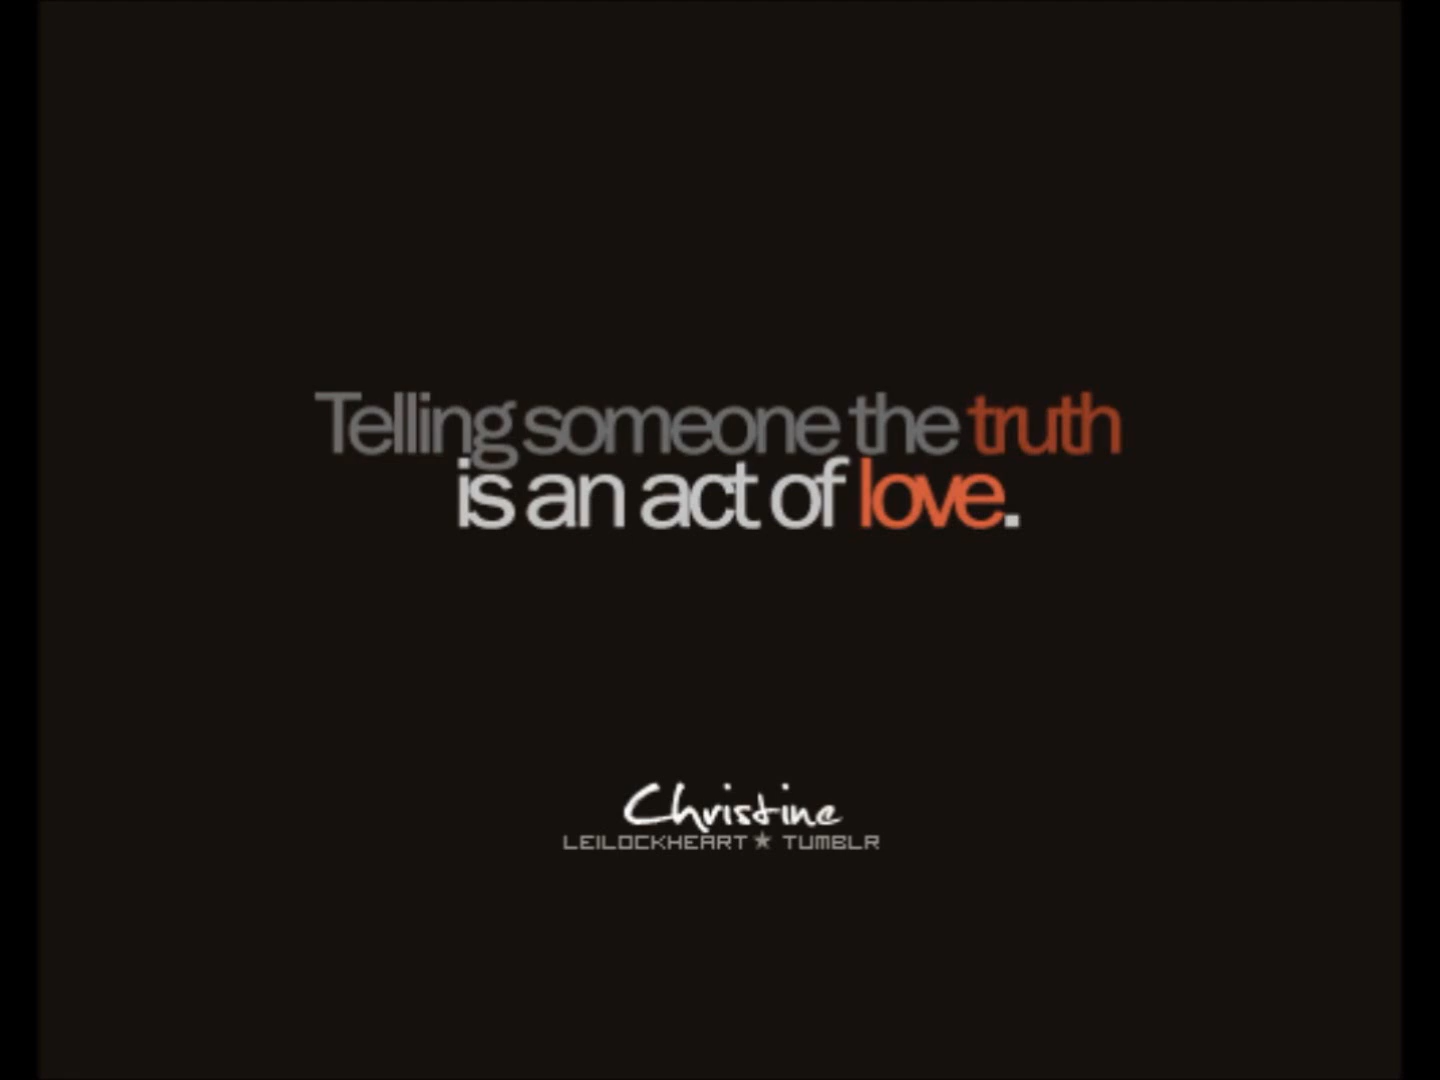 Telling someone the truth
is an act of love.
Christine
LEILOCKHEART ★ TUMBLR